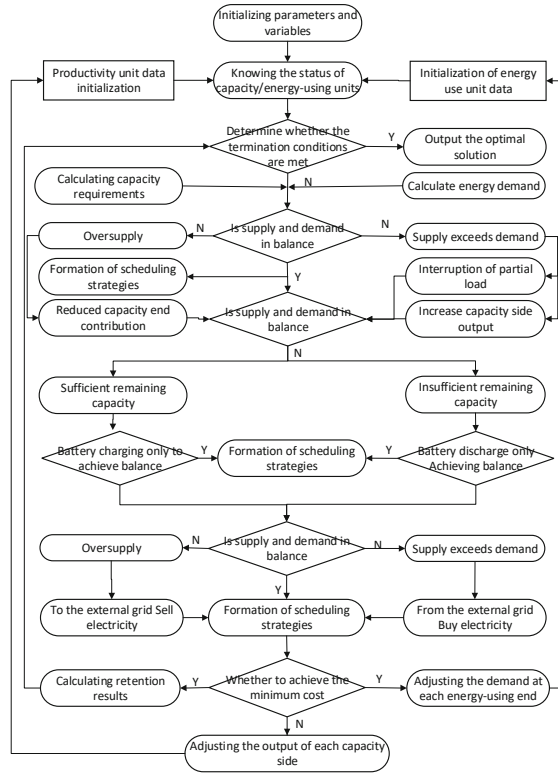 Initializing parameters and
variables
Productivity unit data
initialization
Knowing the status of
capacity/energy-using units
Initialization of energy
use unit data
Determine whether the
termination conditions
are met
Y
Output the optimal
solution
N
Calculating capacity
requirements
Calculate energy demand
Is supply and demand
in balance
N
N
Oversupply
Supply exceeds demand
Formation of scheduling
strategies
Y
Interruption of partial
load
Reduced capacity end
contribution
Is supply and demand in
balance
Increase capacity side
output
N
Sufficient remaining
capacity
Insufficient remaining
capacity
Battery charging only to
achieve balance
Y
Formation of scheduling
strategies
Y
Battery discharge only
Achieving balance
Is supply and demand in
balance
N
N
Oversupply
Supply exceeds demand
Y
To the external grid Sell
electricity
Formation of scheduling
strategies
From the external grid
Buy electricity
Calculating retention
results
Y
Whether to achieve the
minimum cost
Y
Adjusting the demand at
each energy-using end
N
Adjusting the output of each capacity
side